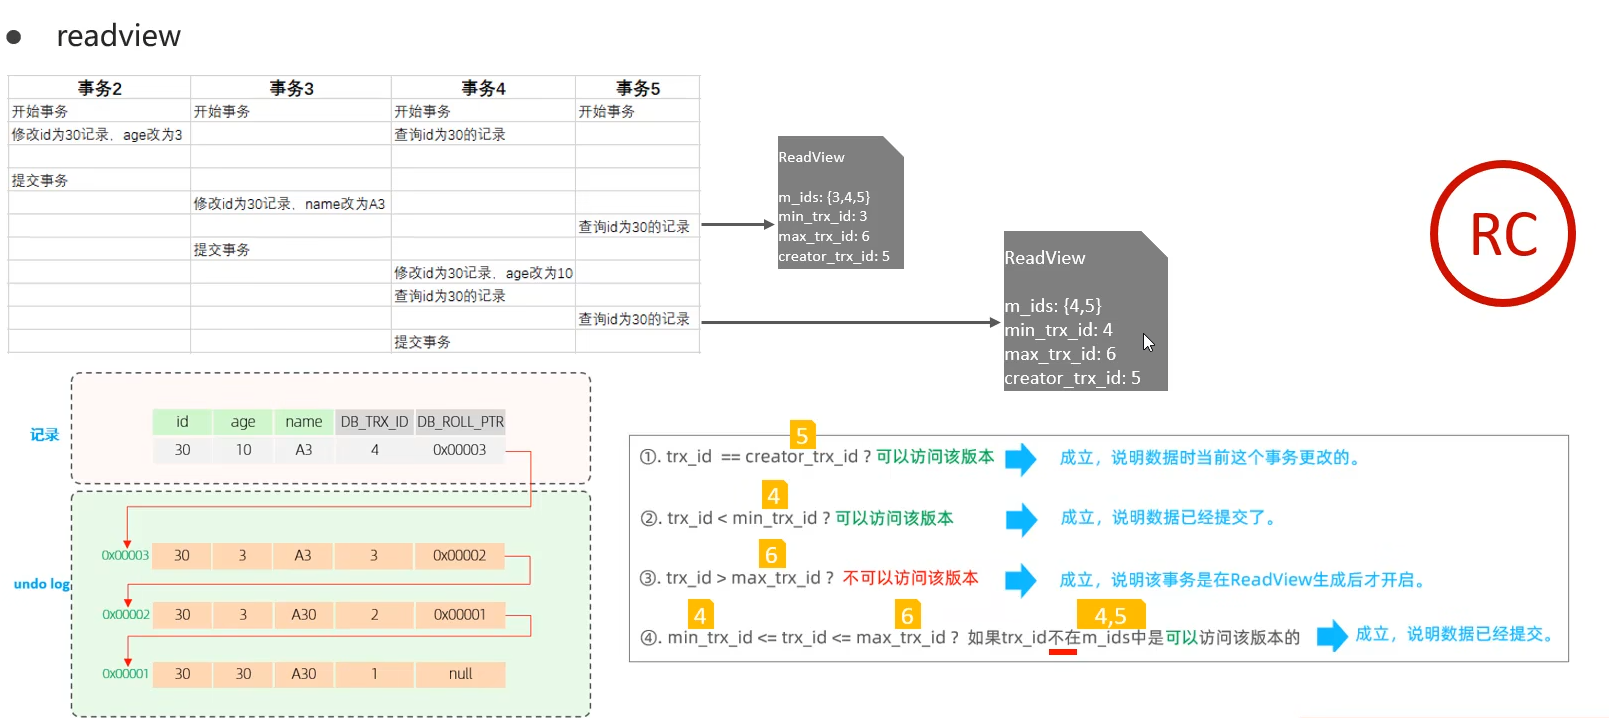 ● readview
事务2 事务3 事务4 事务5
开始事务 开始事务 开始事务 开始事务
修改id为30记录，age改为3 查询id为30的记录
提交事务
修改id为30记录，name改为A3
查询id为30的记录
提交事务
修改id为30记录，age改为10
查询id为30的记录
查询id为30的记录
提交事务
ReadView
m_ids: {3,4,5}
min_trx_id: 3
max_trx_id: 6
creator_trx_id: 5
ReadView
m_ids: {4,5}
min_trx_id: 4
max_trx_id: 6
creator_trx_id: 5
RC
记录
id age name DB_TRX_ID DB_ROLL_PTR
30 10 A3 4 0x00003
undo log
0x00003 30 3 A3 3 0x00002
0x00002 30 3 A30 2 0x00001
0x00001 30 30 A30 1 null
5
①. trx_id == creator_trx_id ? 可以访问该版本 成立，说明数据时当前这个事务更改的。
4
②. trx_id < min_trx_id ? 可以访问该版本 成立，说明数据已经提交了。
6
③. trx_id > max_trx_id ? 不可以访问该版本 成立，说明该事务是在ReadView生成后才开启。
4 6 4,5
④. min_trx_id <= trx_id <= max_trx_id ? 如果trx_id不在m_ids中是可以访问该版本的 成立，说明数据已经提交。